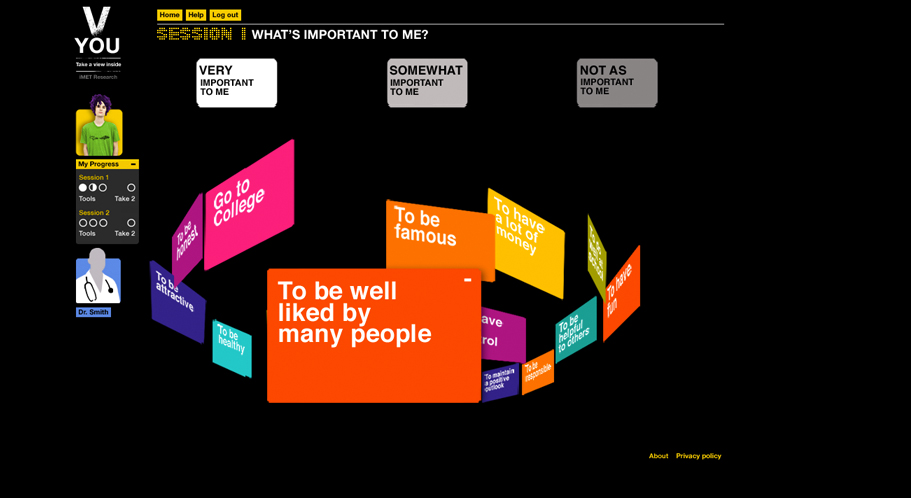 V
YOU
Take a view inside
iMET Research
Home Help Log out
SESSION 1 WHAT'S IMPORTANT TO ME?
VERY
IMPORTANT
TO ME
SOMEWHAT
IMPORTANT
TO ME
NOT AS
IMPORTANT
TO ME
My Progress
Session 1
Tools Take 2
Session 2
Tools Take 2
Dr. Smith
Go to
College
To be
honest
To be
attractive
To be
healthy
To be
famous
To have
a lot of
money
To be well
liked by
many people
ave
rol
To maintain
a positive
outlook
To be
responsible
To be
helpful
to others
To have
fun
About Privacy policy